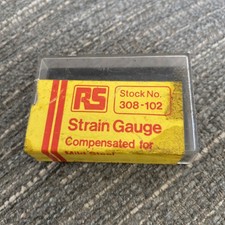 RS
Stock No.
308-102
Strain Gauge
Compensated for